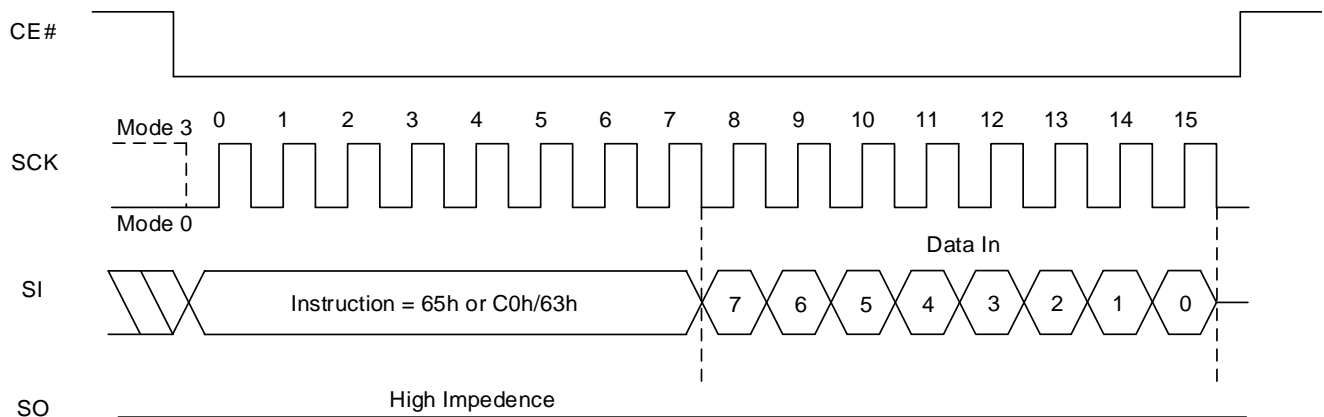 CE#
0 1 2 3 4 5 6 7 8 9 10 11 12 13 14 15
Mode 3
SCK
Mode 0
Data In
SI
Instruction = 65h or C0h/63h
7 6 5 4 3 2 1 0
High Impedence
SO